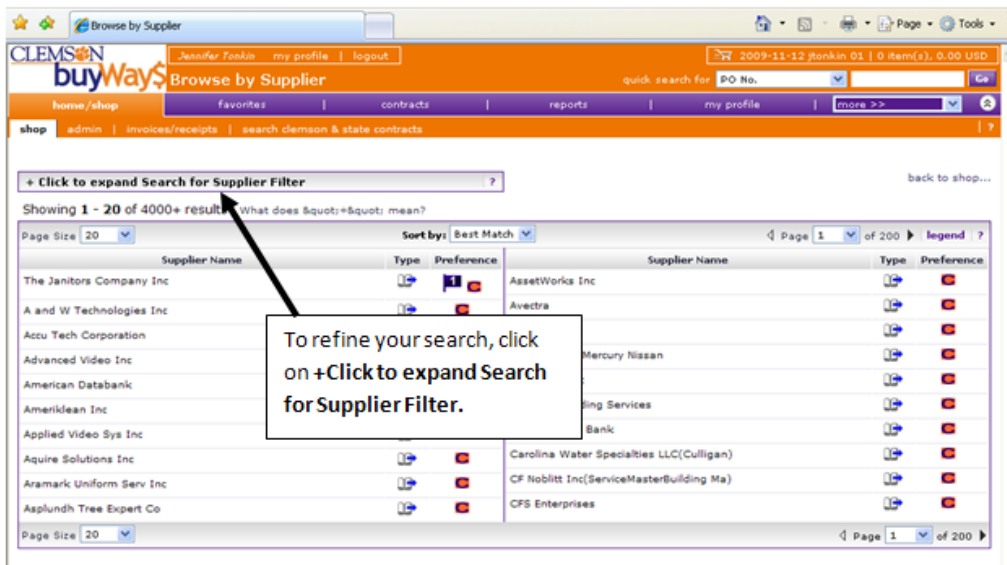 Browse by Supplier
Page
Tools
CLEMSON
buyWay$
Jennifer Tonkin my profile | logout
2009-11-12 jtonkin 01 | 0 item(s), 0.00 USD
Browse by Supplier
quick search for PO No. Go
home/shop favorites | contracts | reports | my profile | more >>
shop admin | invoices/receipts | search clemson & state contracts | ?
+ Click to expand Search for Supplier Filter ?
back to shop...
Showing 1 - 20 of 4000+ results What does &quot;+&quot; mean?
Page Size 20 Sort by: Best Match Page 1 of 200 legend ?
Supplier Name Type Preference Supplier Name Type Preference
The Janitors Company Inc 1 AssetWorks Inc
A and W Technologies Inc Avectra
Accu Tech Corporation
Advanced Video Inc Mercury Nissan
American Databank
Ameriklean Inc ding Services
Applied Video Sys Inc Bank
Aquire Solutions Inc Carolina Water Specialties LLC(Culligan)
Aramark Uniform Serv Inc CF Noblitt Inc(ServiceMasterBuilding Ma)
Asplundh Tree Expert Co CFS Enterprises
To refine your search, click
on +Click to expand Search
for Supplier Filter.
Page Size 20 Page 1 of 200